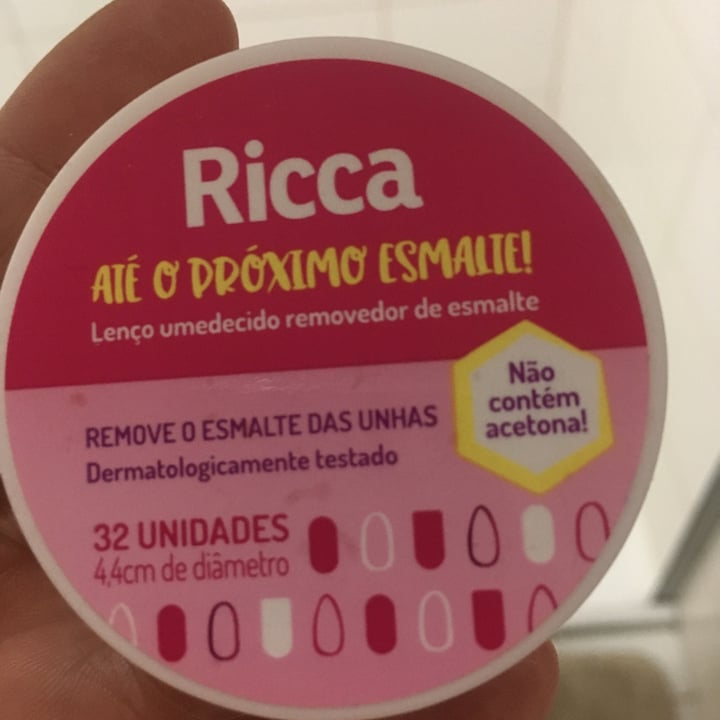 Ricca
ATÉ O PRÓXIMO ESMALTE!
Lenço umedecido removedor de esmalte
Não
contém
acetona!
REMOVE O ESMALTE DAS UNHAS
Dermatologicamente testado
32 UNIDADES
4,4cm de diâmetro